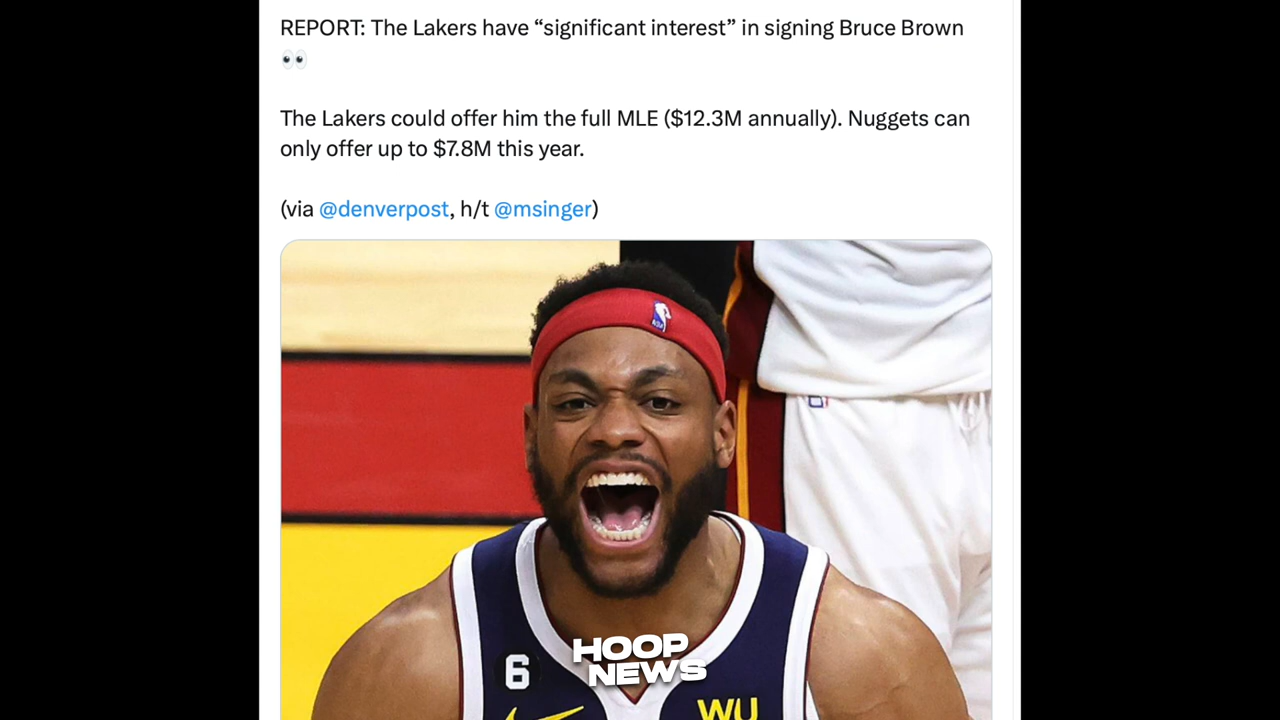 REPORT: The Lakers have “significant interest” in signing Bruce Brown
👀
The Lakers could offer him the full MLE ($12.3M annually). Nuggets can
only offer up to $7.8M this year.
(via @denverpost, h/t @msinger)
HOOP
NEWS
6
WU